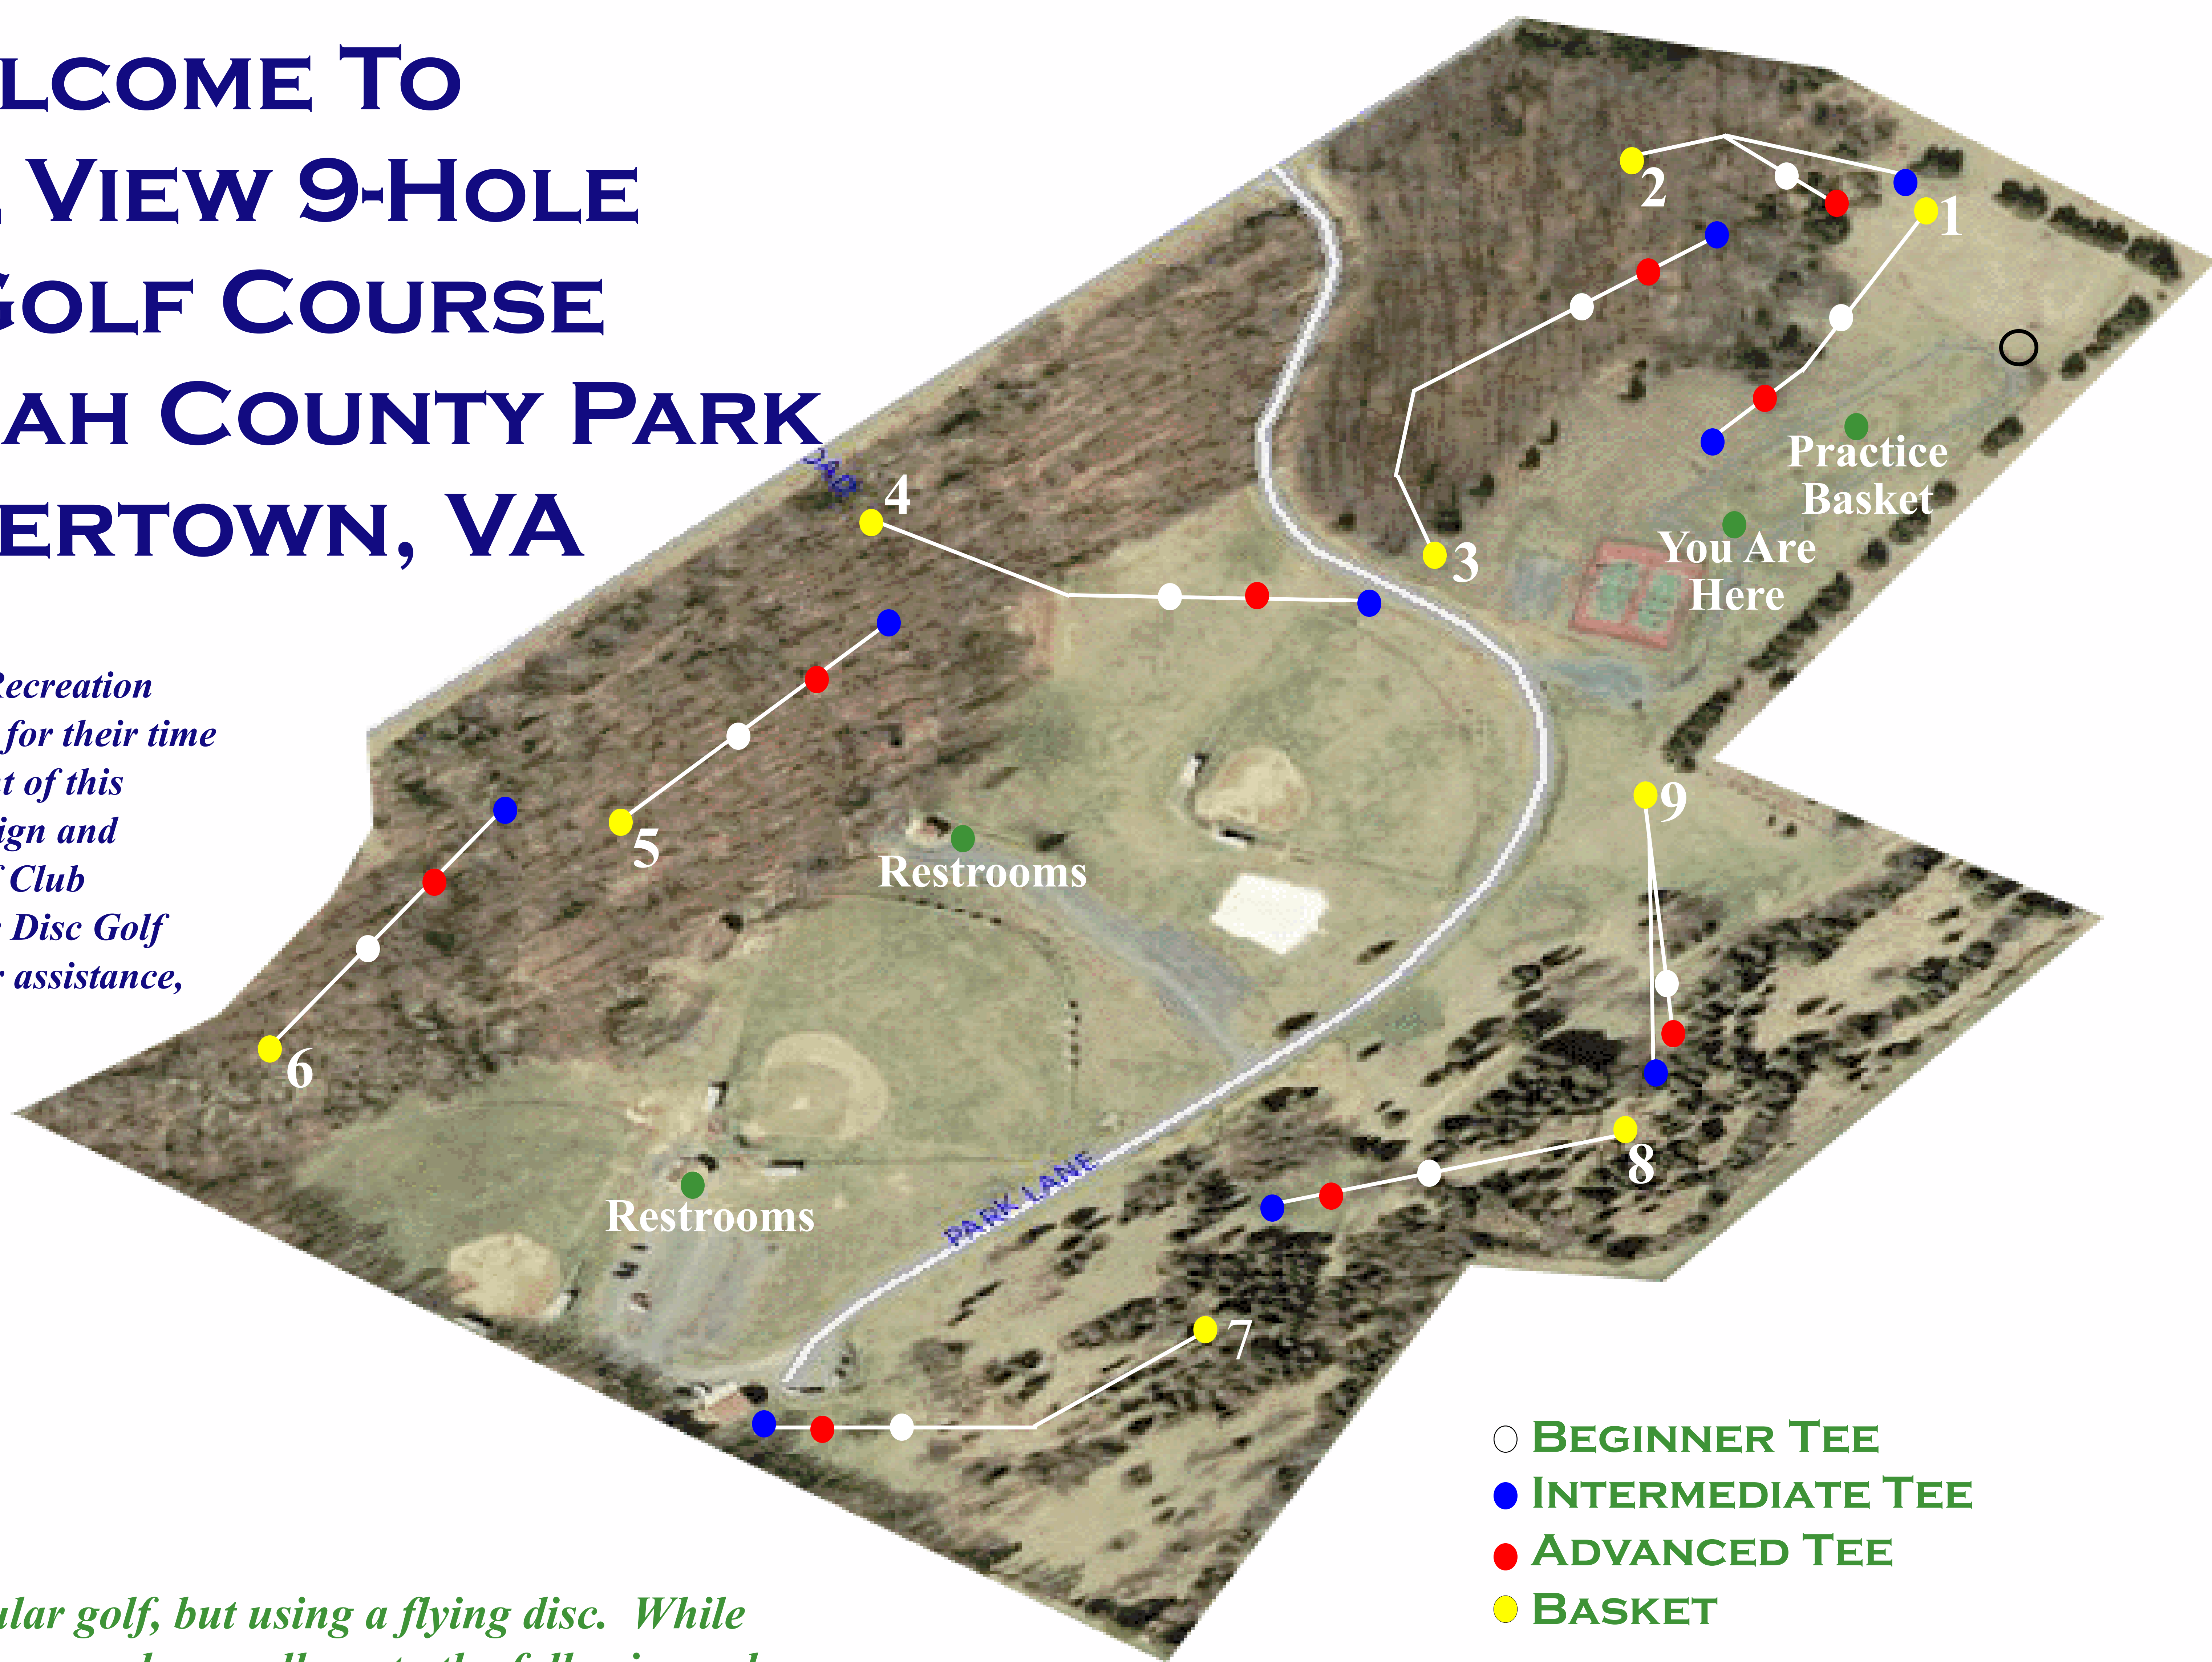 LCOME TO
VIEW 9-HOLE
GOLF COURSE
AH COUNTY PARK
ERTOWN, VA
Recreation
for their time
nt of this
ign and
f Club
Disc Golf
r assistance,
ular golf, but using a flying disc. While
1
2
3
4
5
6
7
8
9
Practice
Basket
You Are
Here
Restrooms
Restrooms
PARK LANE
BEGINNER TEE
INTERMEDIATE TEE
ADVANCED TEE
BASKET